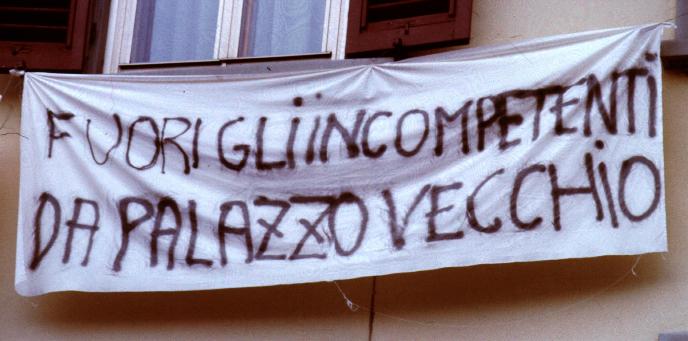 FUORI GLi iNCOMPETENTi
DA PALAZZO VECCHiO